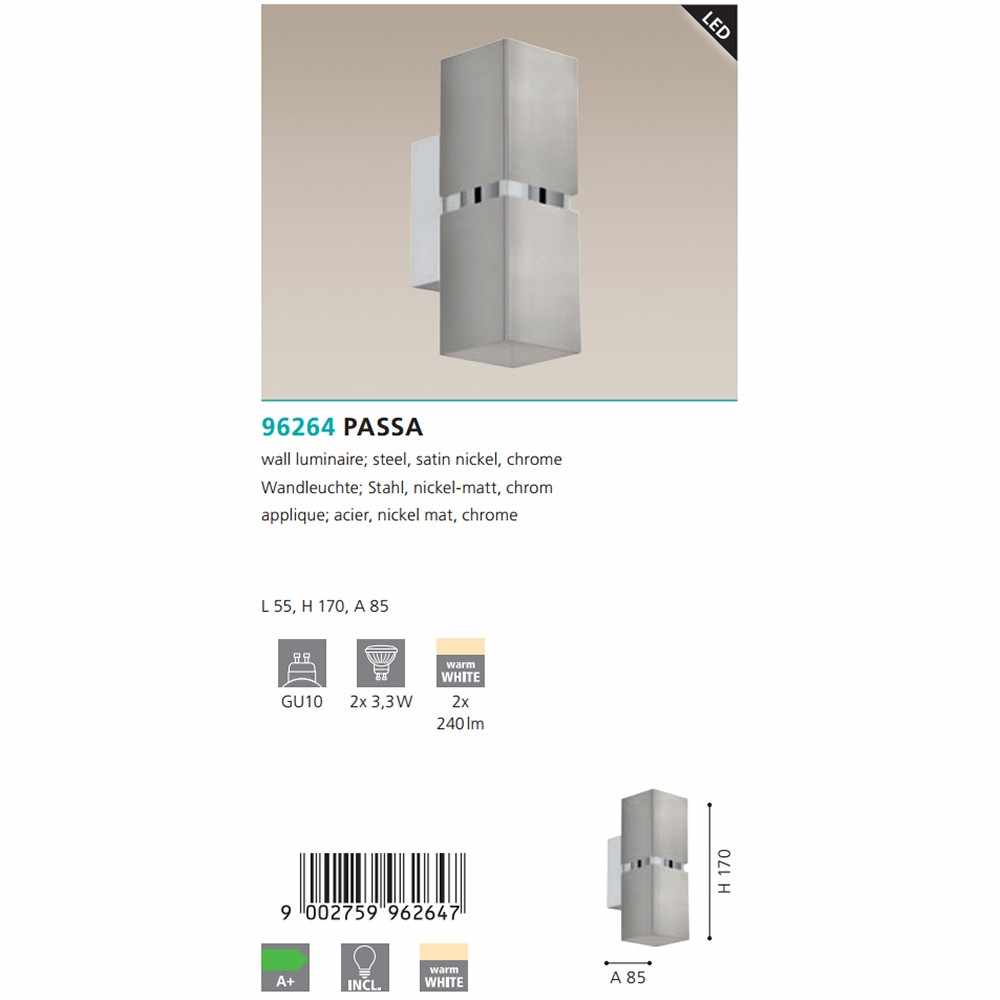 LED
96264 PASSA
wall luminaire; steel, satin nickel, chrome
Wandleuchte; Stahl, nickel-matt, chrom
applique; acier, nickel mat, chrome
L 55, H 170, A 85
warm
WHITE
GU10
2x 3,3 W
2x
240 lm
H 170
A 85
9 002759 962647
A+
INCL.
warm
WHITE